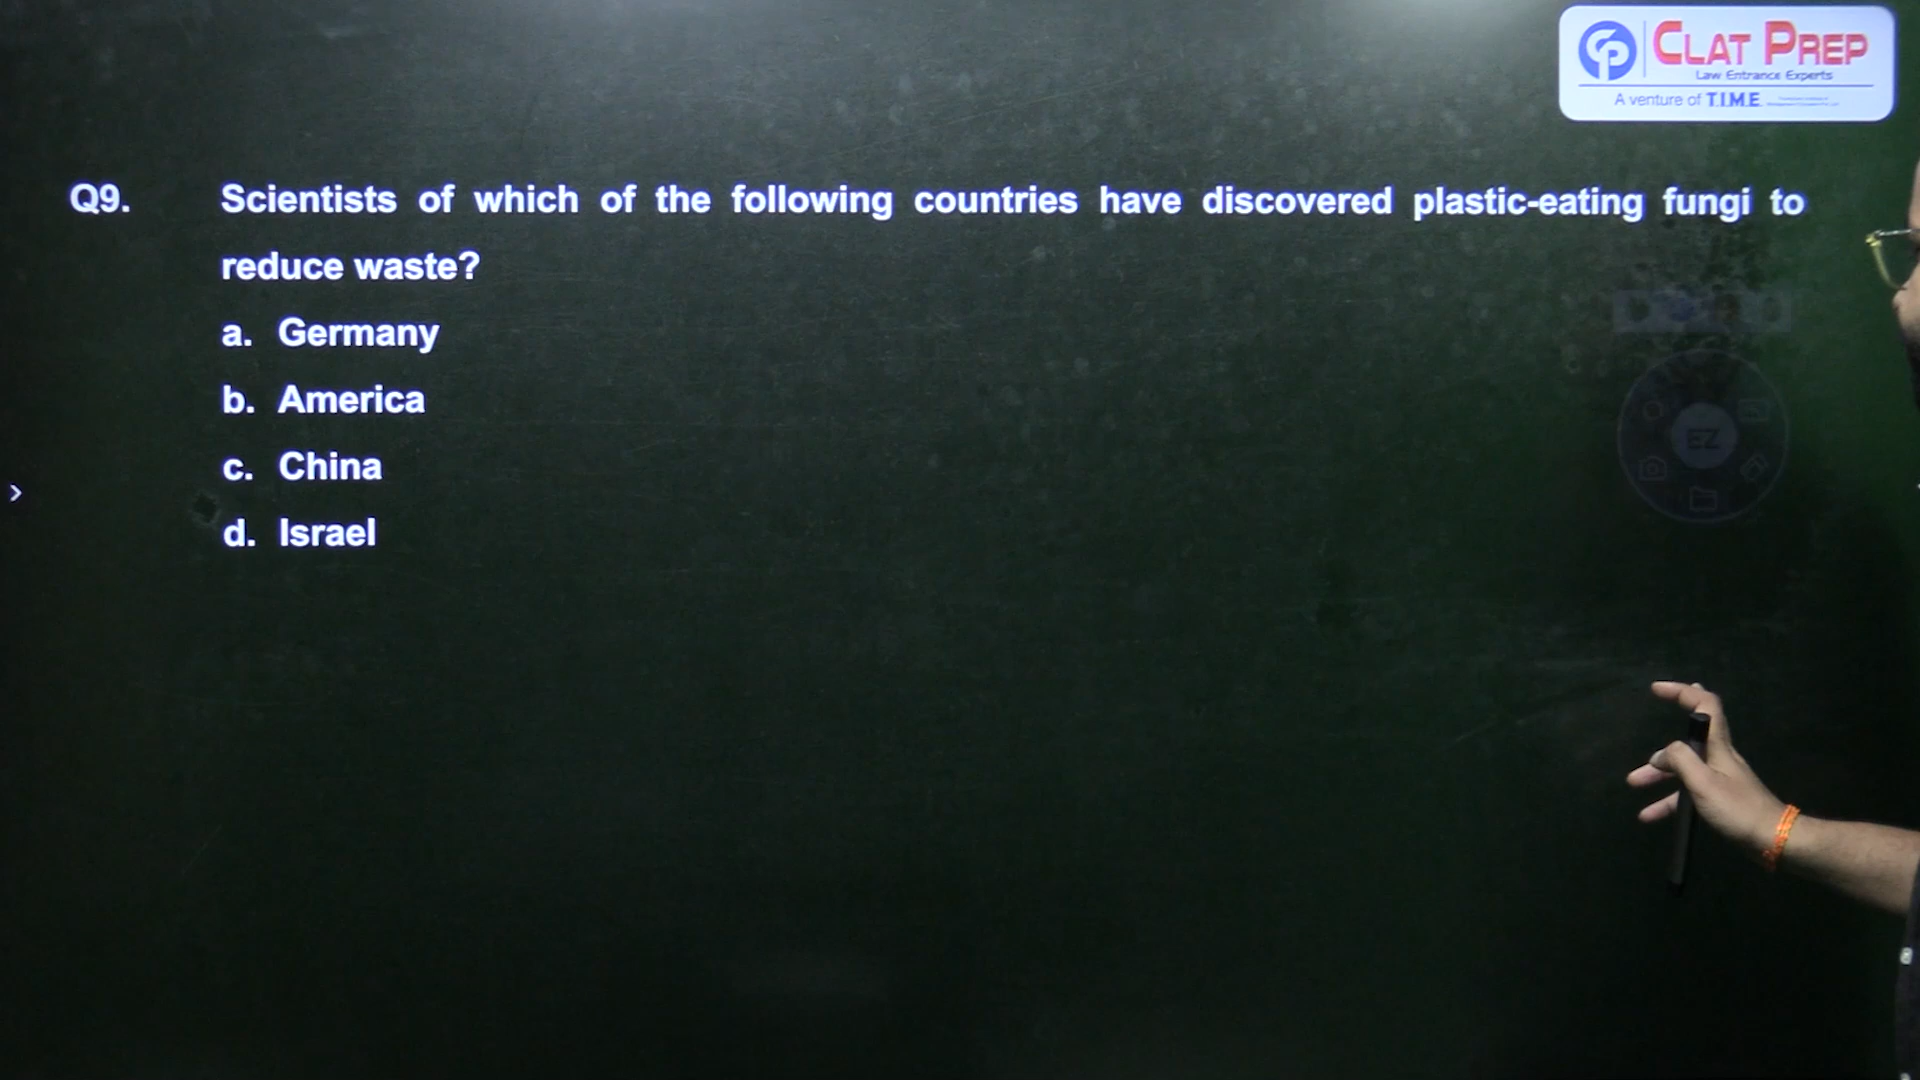 CLAT PREP
Law Entrance Experts
A venture of T.I.M.E.
Q9. Scientists of which of the following countries have discovered plastic-eating fungi to
reduce waste?
a. Germany
b. America
c. China
d. Israel
EZ